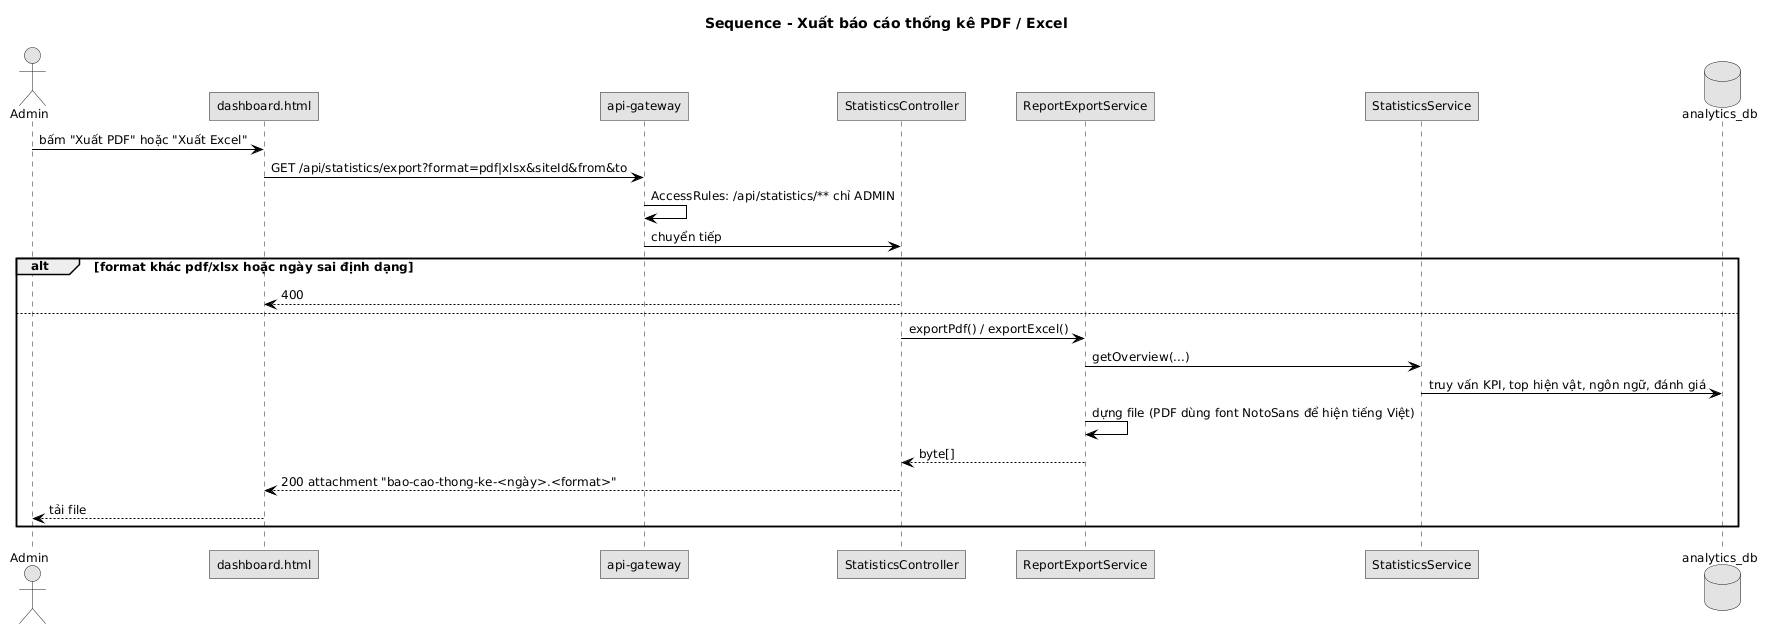 Sequence - Xuất báo cáo thống kê PDF / Excel
Admin
dashboard.html
api-gateway
StatisticsController
ReportExportService
StatisticsService
analytics_db
bấm "Xuất PDF" hoặc "Xuất Excel"
GET /api/statistics/export?format=pdf|xlsx&siteId&from&to
AccessRules: /api/statistics/** chỉ ADMIN
chuyển tiếp
alt [format khác pdf/xlsx hoặc ngày sai định dạng]
400
exportPdf() / exportExcel()
getOverview(...)
truy vấn KPI, top hiện vật, ngôn ngữ, đánh giá
dựng file (PDF dùng font NotoSans để hiện tiếng Việt)
byte[]
200 attachment "bao-cao-thong-ke-<ngày>.<format>"
tải file
Admin
dashboard.html
api-gateway
StatisticsController
ReportExportService
StatisticsService
analytics_db